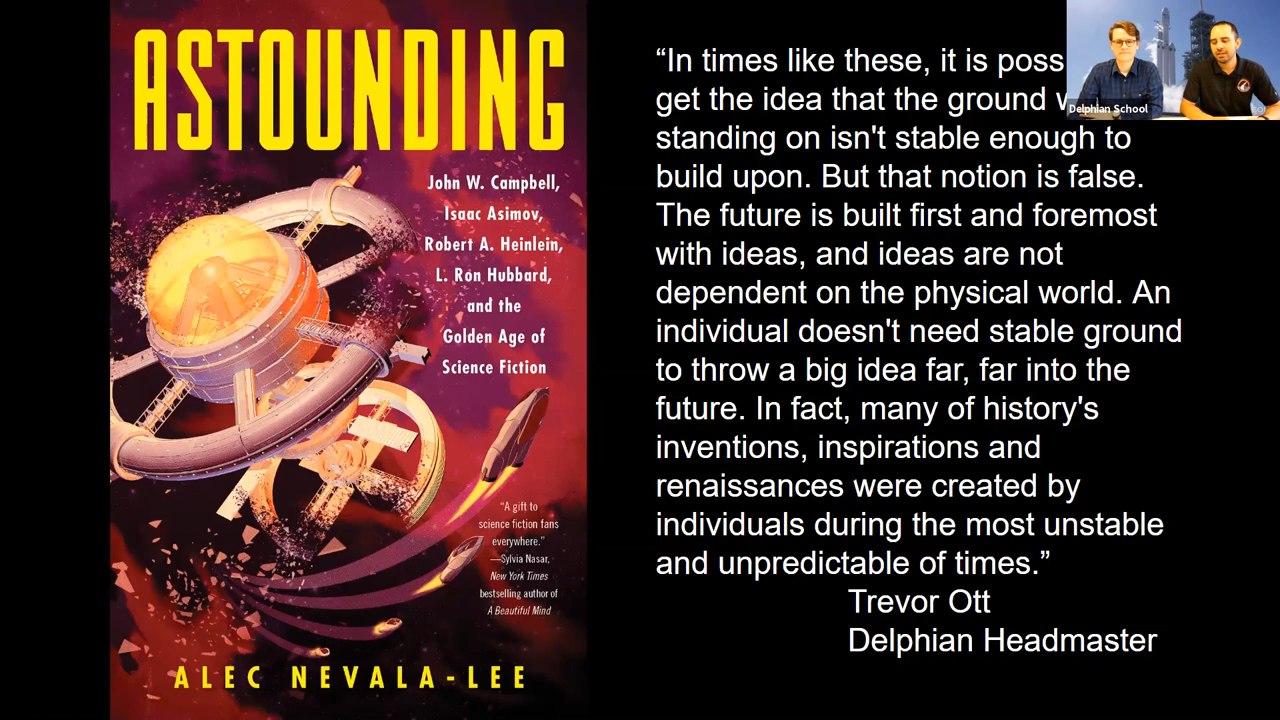 ASTOUNDING
John W. Campbell,
Isaac Asimov,
Robert A. Heinlein,
L. Ron Hubbard,
and the
Golden Age of
Science Fiction
“A gift to
science fiction fans
everywhere.”
—Sylvia Nasar,
New York Times
bestselling author of
A Beautiful Mind
ALEC NEVALA-LEE
“In times like these, it is poss
get the idea that the ground w
standing on isn't stable enough to
build upon. But that notion is false.
The future is built first and foremost
with ideas, and ideas are not
dependent on the physical world. An
individual doesn't need stable ground
to throw a big idea far, far into the
future. In fact, many of history's
inventions, inspirations and
renaissances were created by
individuals during the most unstable
and unpredictable of times.”
Trevor Ott
Delphian Headmaster
Delphian School